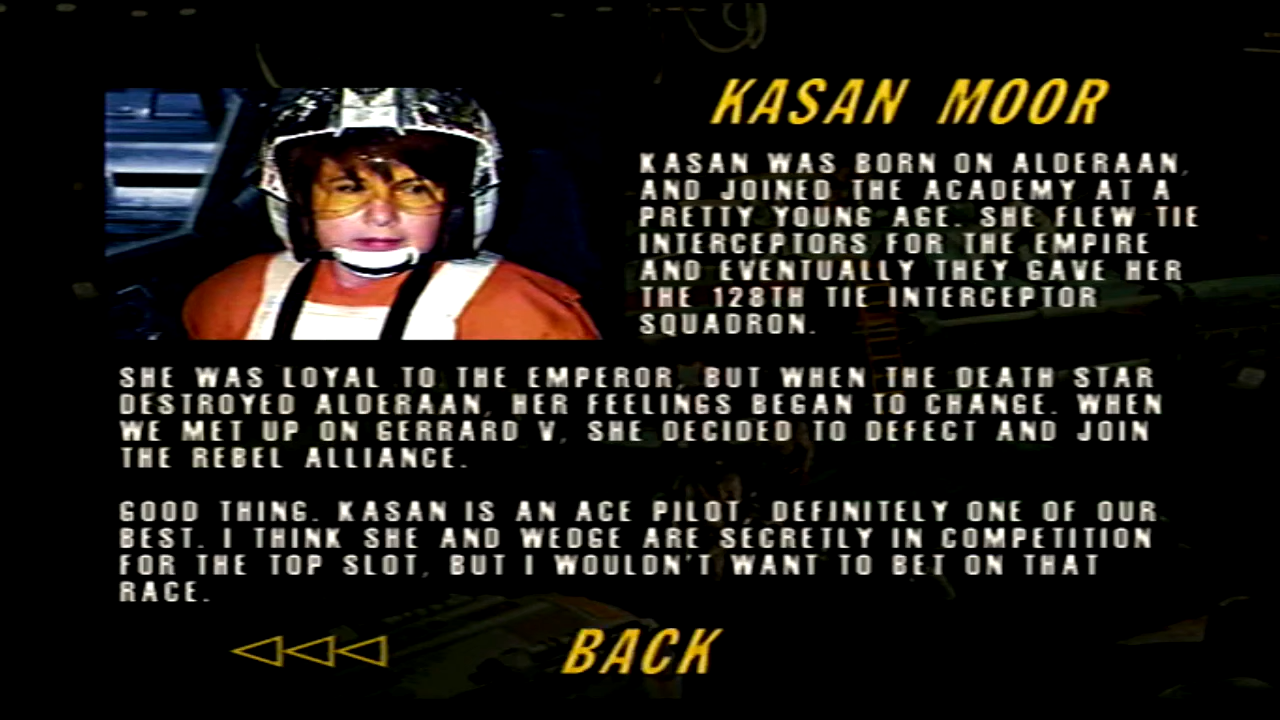 KASAN MOOR
KASAN WAS BORN ON ALDERAAN,
AND JOINED THE ACADEMY AT A
PRETTY YOUNG AGE. SHE FLEW TIE
INTERCEPTORS FOR THE EMPIRE
AND EVENTUALLY THEY GAVE HER
THE 128TH TIE INTERCEPTOR
SQUADRON.
SHE WAS LOYAL TO THE EMPEROR, BUT WHEN THE DEATH STAR
DESTROYED ALDERAAN, HER FEELINGS BEGAN TO CHANGE. WHEN
WE MET UP ON GERRARD V, SHE DECIDED TO DEFECT AND JOIN
THE REBEL ALLIANCE.
GOOD THING. KASAN IS AN ACE PILOT, DEFINITELY ONE OF OUR
BEST. I THINK SHE AND WEDGE ARE SECRETLY IN COMPETITION
FOR THE TOP SLOT, BUT I WOULDN'T WANT TO BET ON THAT
RACE.
BACK